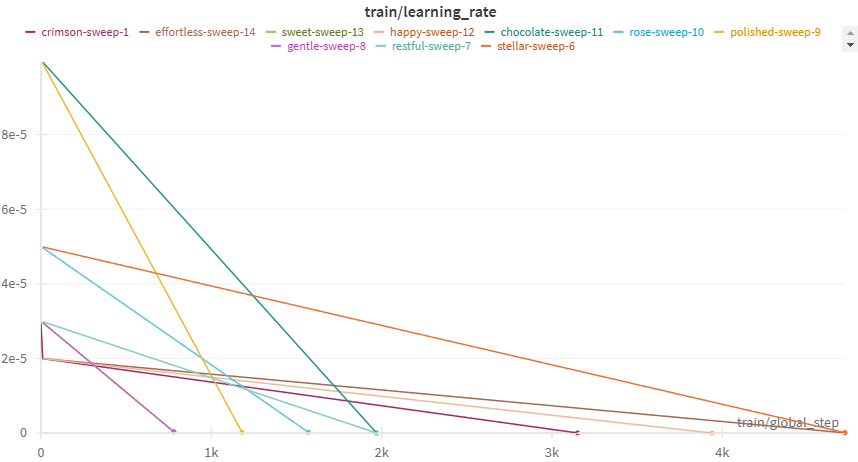 train/learning_rate
crimson-sweep-1 effortless-sweep-14 sweet-sweep-13 happy-sweep-12 chocolate-sweep-11 rose-sweep-10 polished-sweep-9
gentle-sweep-8 restful-sweep-7 stellar-sweep-6
8e-5
6e-5
4e-5
2e-5
0
train/global_step
0 1k 2k 3k 4k